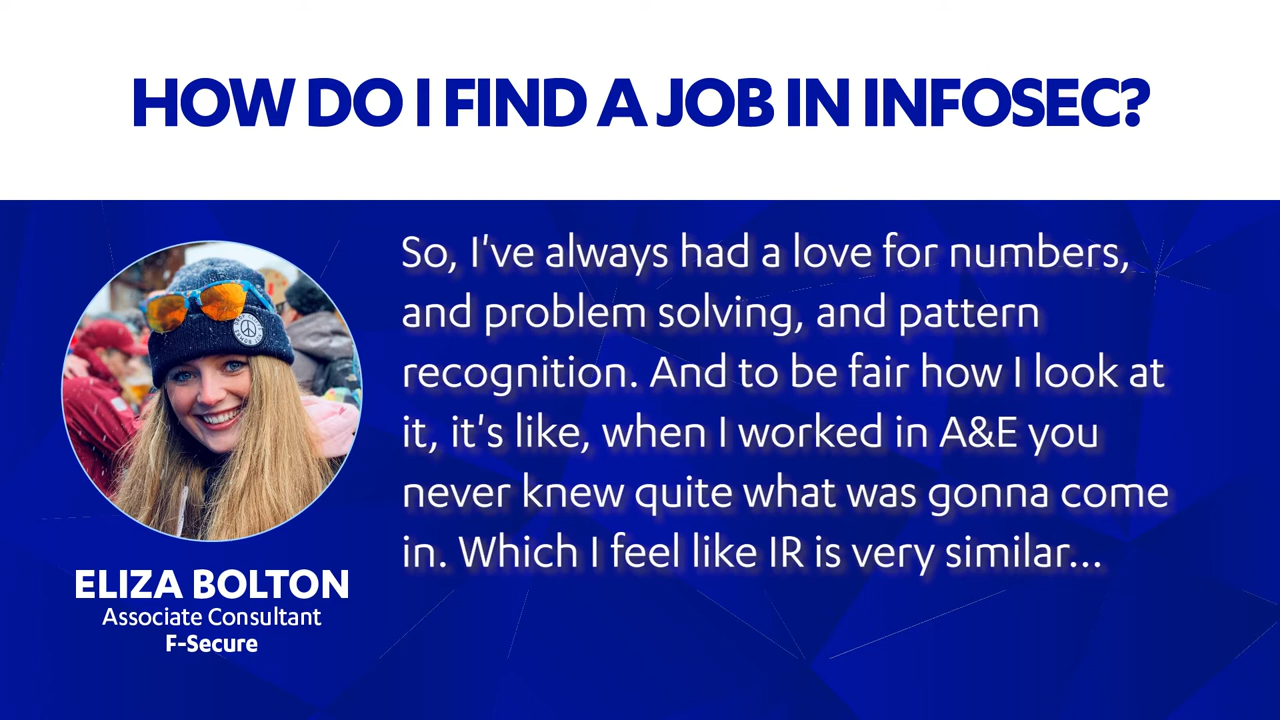 HOW DO I FIND A JOB IN INFOSEC?
So, I've always had a love for numbers,
and problem solving, and pattern
recognition. And to be fair how I look at
it, it's like, when I worked in A&E you
never knew quite what was gonna come
in. Which I feel like IR is very similar...
ELIZA BOLTON
Associate Consultant
F-Secure